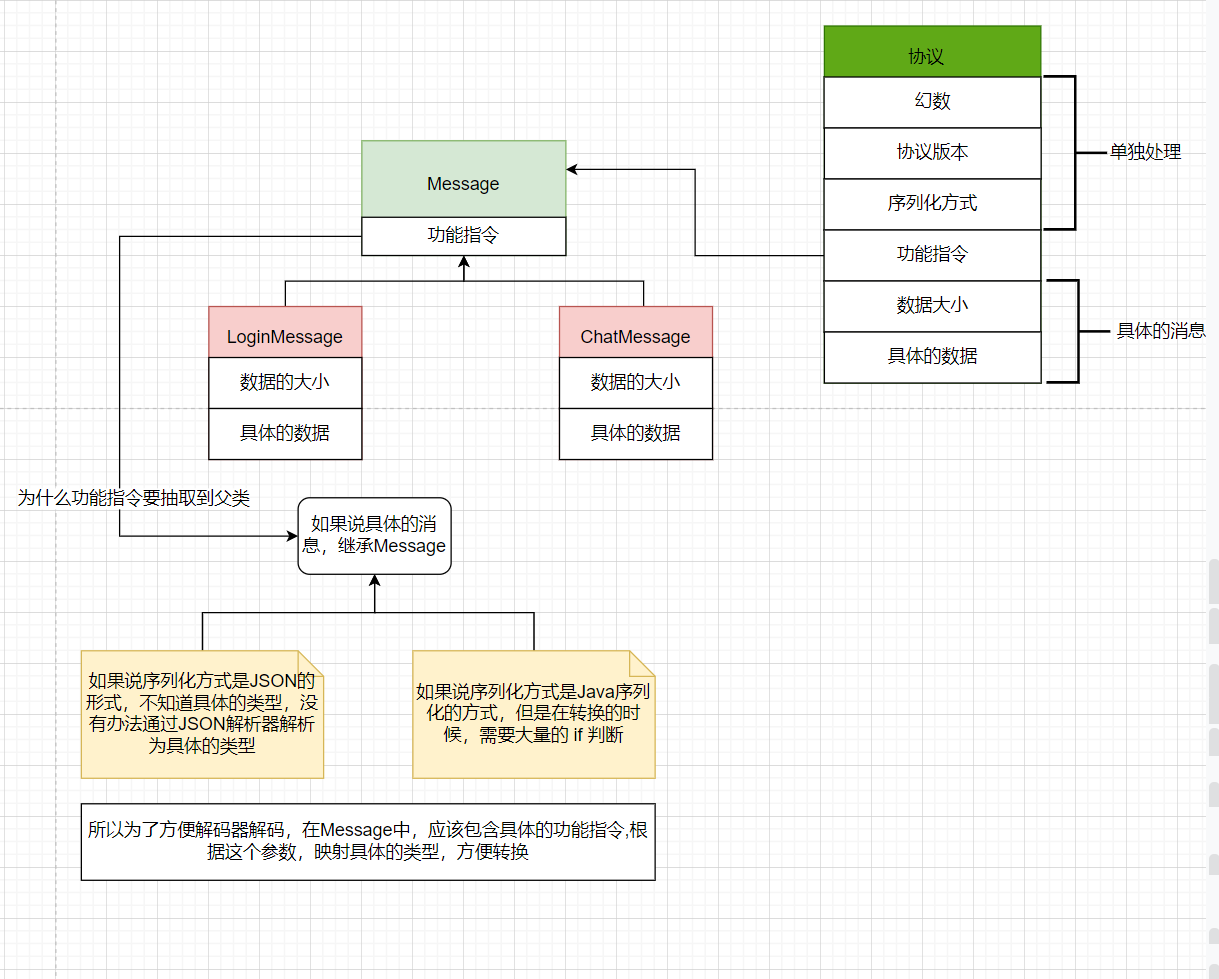 协议
幻数
协议版本
序列化方式
功能指令
数据大小
具体的数据
单独处理
具体的消息
Message
功能指令
LoginMessage
数据的大小
具体的数据
ChatMessage
数据的大小
具体的数据
为什么功能指令要抽取到父类
如果说具体的消
息，继承Message
如果说序列化方式是JSON的
形式，不知道具体的类型，没
有办法通过JSON解析器解析
为具体的类型
如果说序列化方式是Java序列
化的方式，但是在转换的时
候，需要大量的 if 判断
所以为了方便解码器解码，在Message中，应该包含具体的功能指令,根
据这个参数，映射具体的类型，方便转换